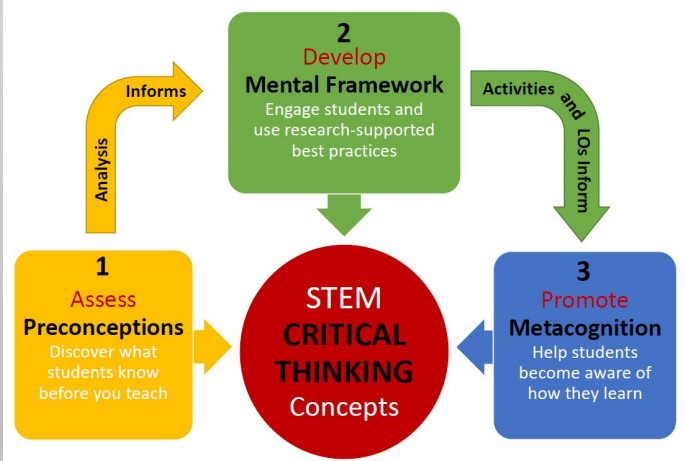 2
Develop
Mental Framework
Engage students and
use research-supported
best practices
Analysis
Informs
Activities
and
LOs Inform
1
Assess
Preconceptions
Discover what
students know
before you teach
STEM
CRITICAL
THINKING
Concepts
3
Promote
Metacognition
Help students
become aware of
how they learn